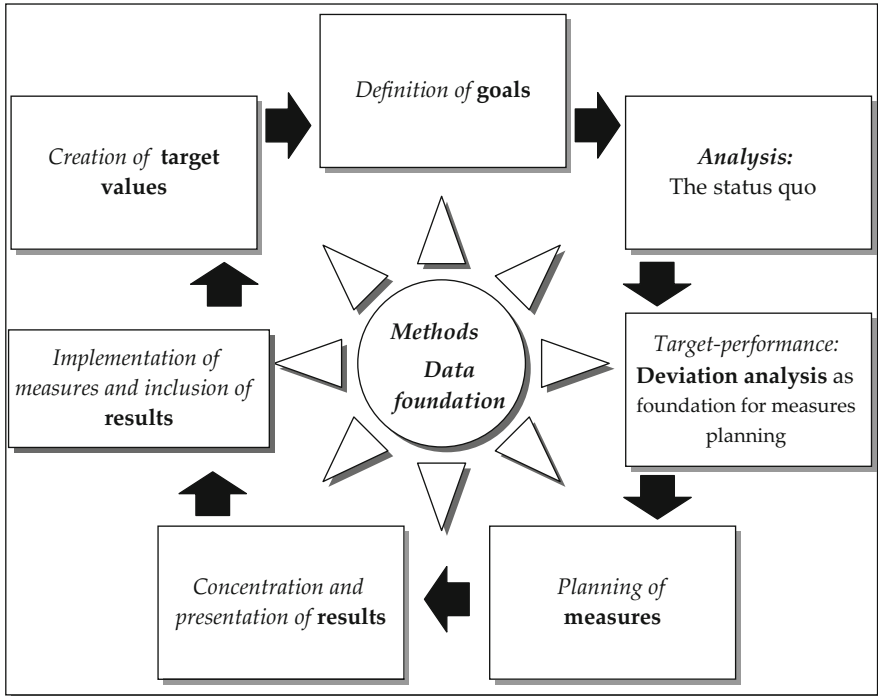 Definition of goals
Creation of target
values
Analysis:
The status quo
Methods
Data
foundation
Implementation of
measures and inclusion of
results
Target-performance:
Deviation analysis as
foundation for measures
planning
Concentration and
presentation of results
Planning of
measures